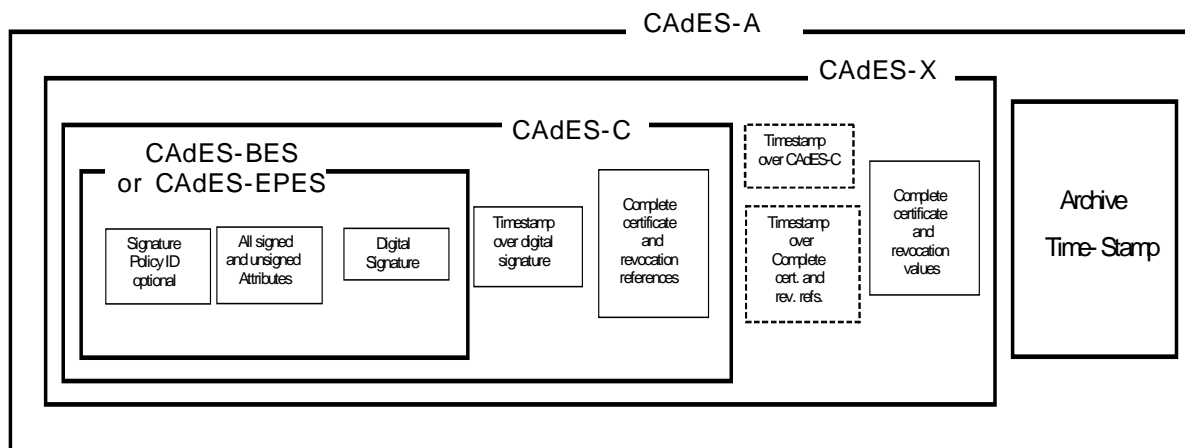 CAdES-A
CAdES-X
CAdES-C
CAdES-BES
or CAdES-EPES
Signature
Policy ID
optional
All signed
and unsigned
Attributes
Digital
Signature
Timestamp
over digital
signature
Complete
certificate
and
revocation
references
Timestamp
over CAdES-C
Timestamp
over
Complete
cert. and
rev. refs.
Complete
certificate
and
revocation
values
Archive
Time-Stamp